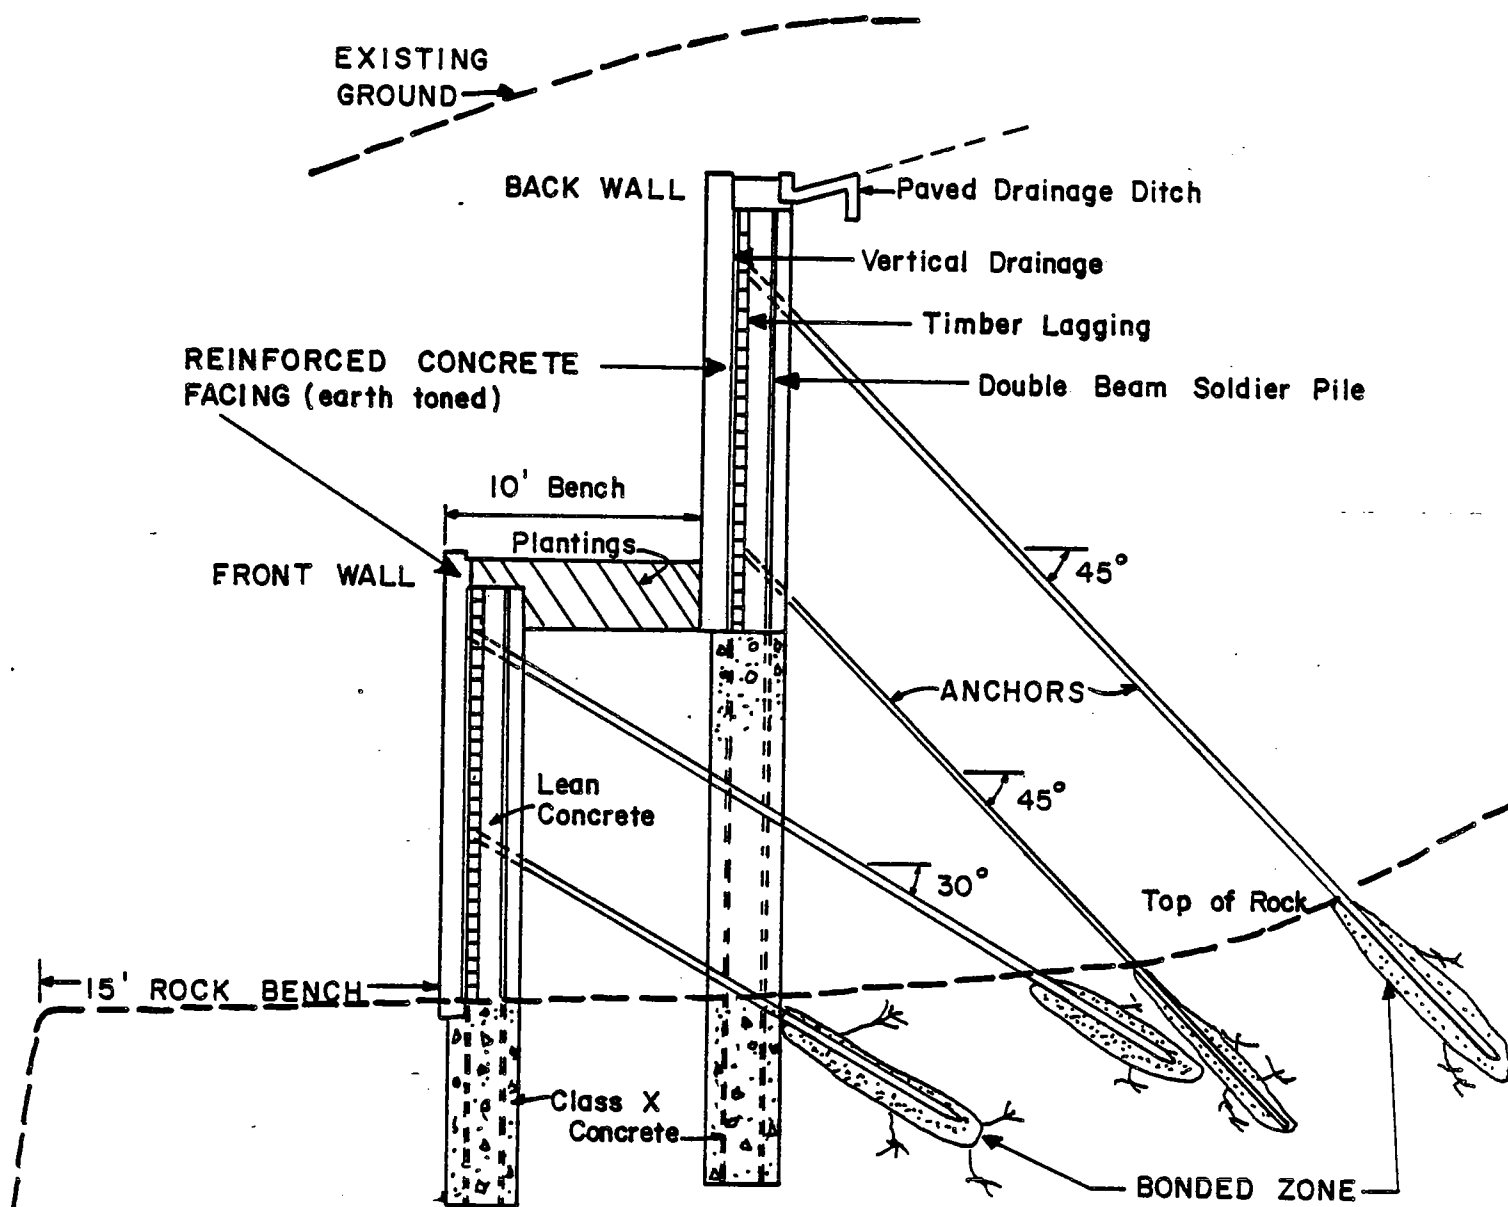 EXISTING
GROUND
BACK WALL
Paved Drainage Ditch
Vertical Drainage
Timber Lagging
REINFORCED CONCRETE
FACING (earth toned)
Double Beam Soldier Pile
10' Bench
Plantings
FRONT WALL
45°
ANCHORS
Lean
Concrete
45°
30°
Top of Rock
15' ROCK BENCH
Class X
Concrete
BONDED ZONE